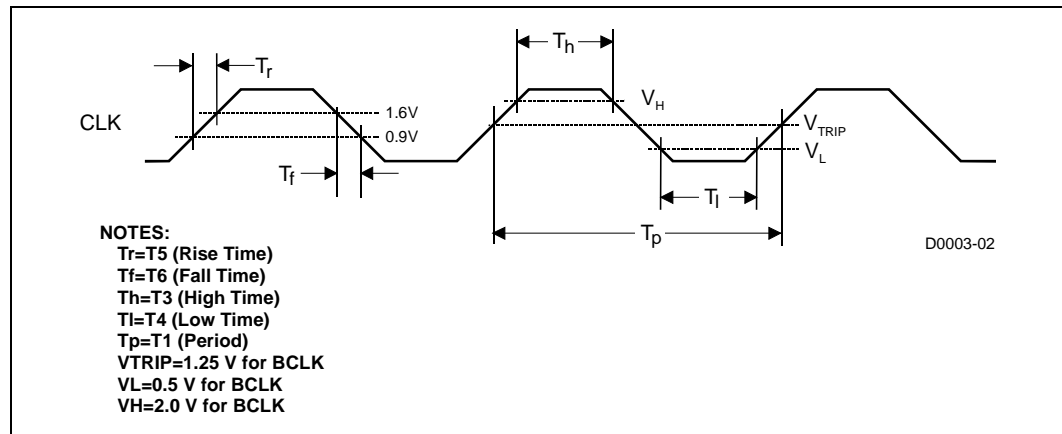 Th
Tr
1.6V
VH
CLK
VTRIP
0.9V
VL
Tf
Tl
Tp
D0003-02
NOTES:
Tr=T5 (Rise Time)
Tf=T6 (Fall Time)
Th=T3 (High Time)
Tl=T4 (Low Time)
Tp=T1 (Period)
VTRIP=1.25 V for BCLK
VL=0.5 V for BCLK
VH=2.0 V for BCLK